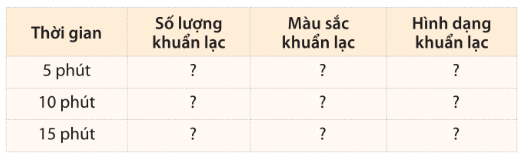 Thời gian | Số lượng khuẩn lạc | Màu sắc khuẩn lạc | Hình dạng khuẩn lạc
5 phút | ? | ? | ?
10 phút | ? | ? | ?
15 phút | ? | ? | ?